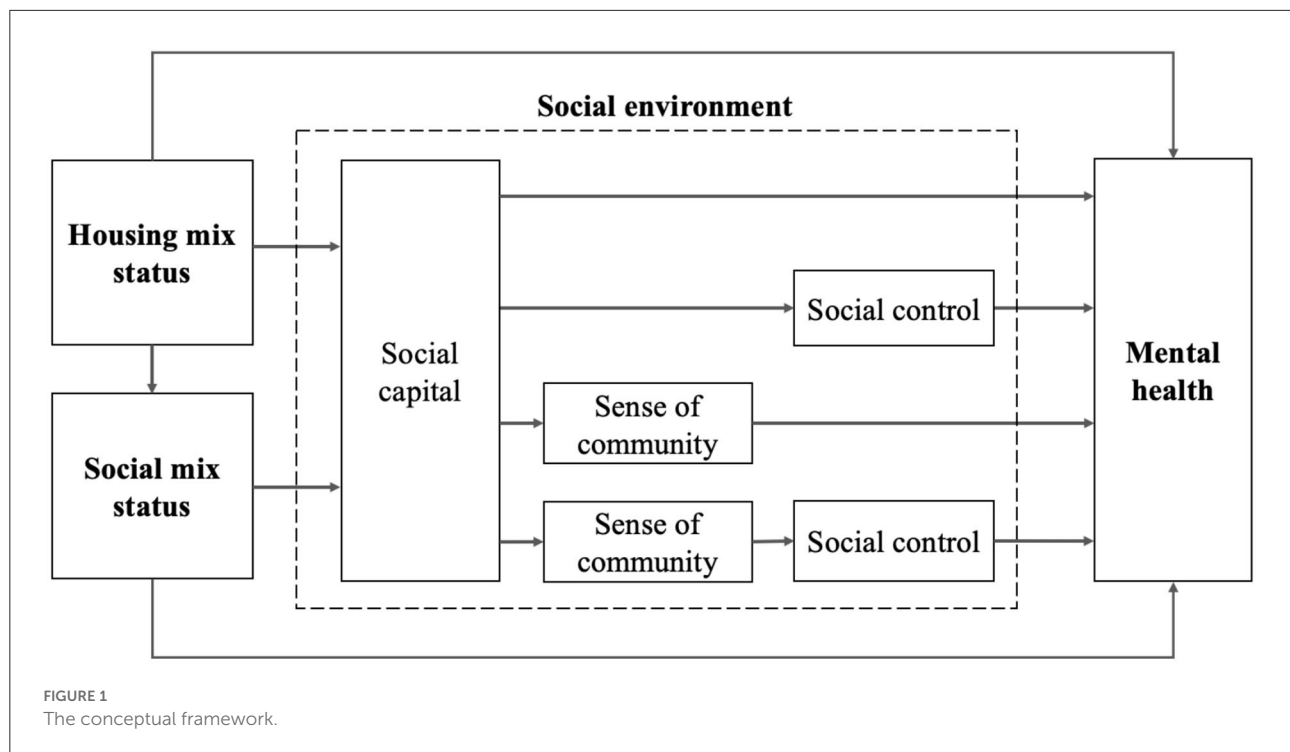 Social environment
Housing mix
status
Social mix
status
Social
capital
Social control
Sense of
community
Sense of
community
Social control
Mental
health
FIGURE 1
The conceptual framework.